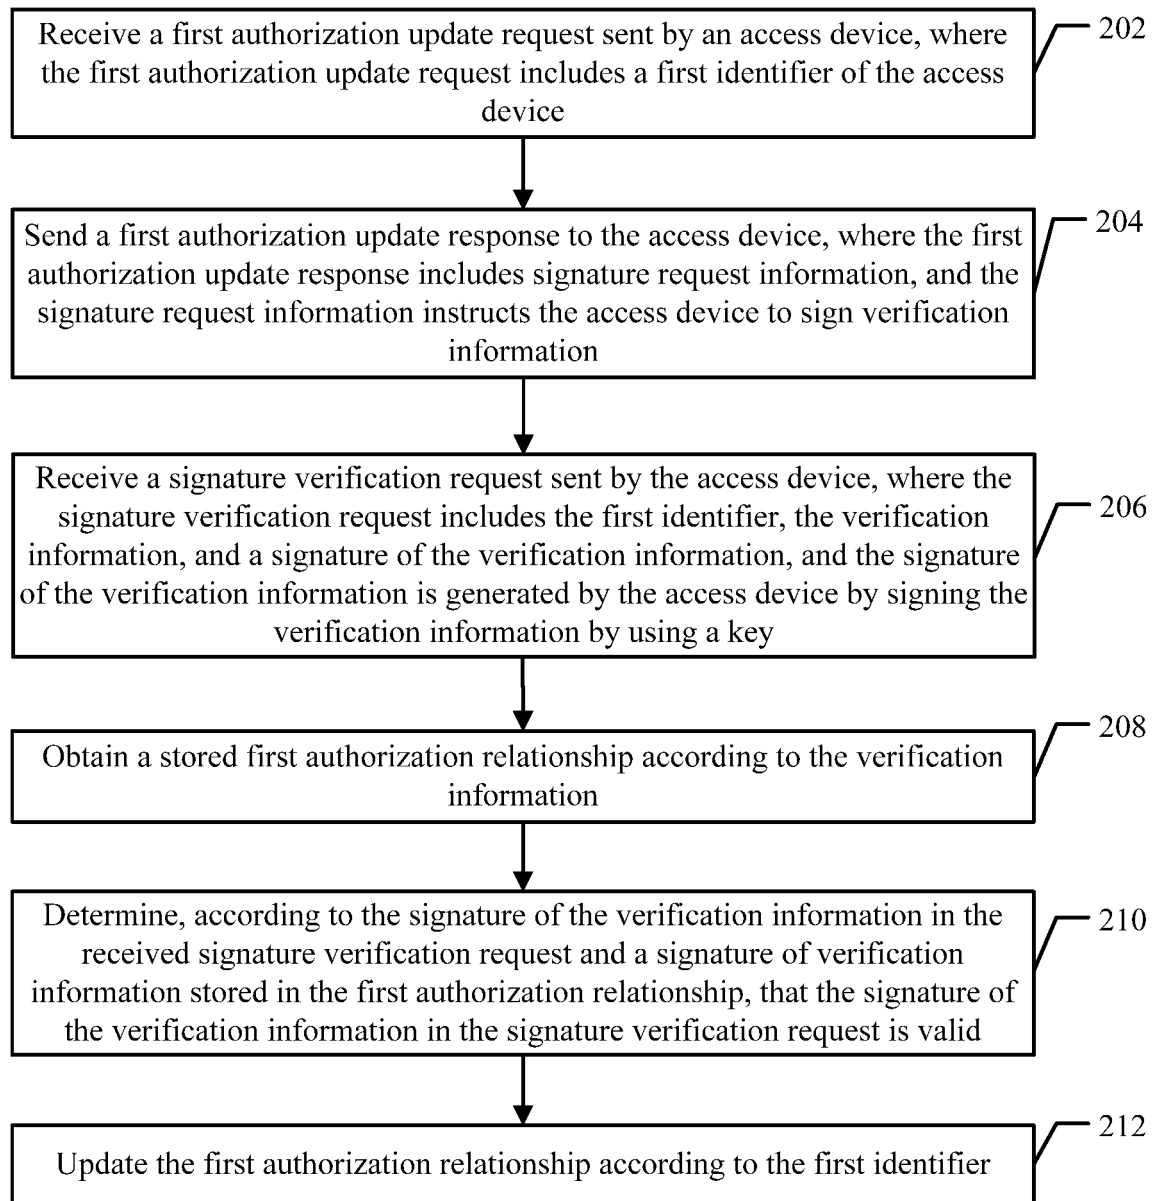 Receive a first authorization update request sent by an access device, where
the first authorization update request includes a first identifier of the access
device
202
Send a first authorization update response to the access device, where the first
authorization update response includes signature request information, and the
signature request information instructs the access device to sign verification
information
204
Receive a signature verification request sent by the access device, where the
signature verification request includes the first identifier, the verification
information, and a signature of the verification information, and the signature
of the verification information is generated by the access device by signing the
verification information by using a key
206
Obtain a stored first authorization relationship according to the verification
information
208
Determine, according to the signature of the verification information in the
received signature verification request and a signature of verification
information stored in the first authorization relationship, that the signature of
the verification information in the signature verification request is valid
210
Update the first authorization relationship according to the first identifier
212